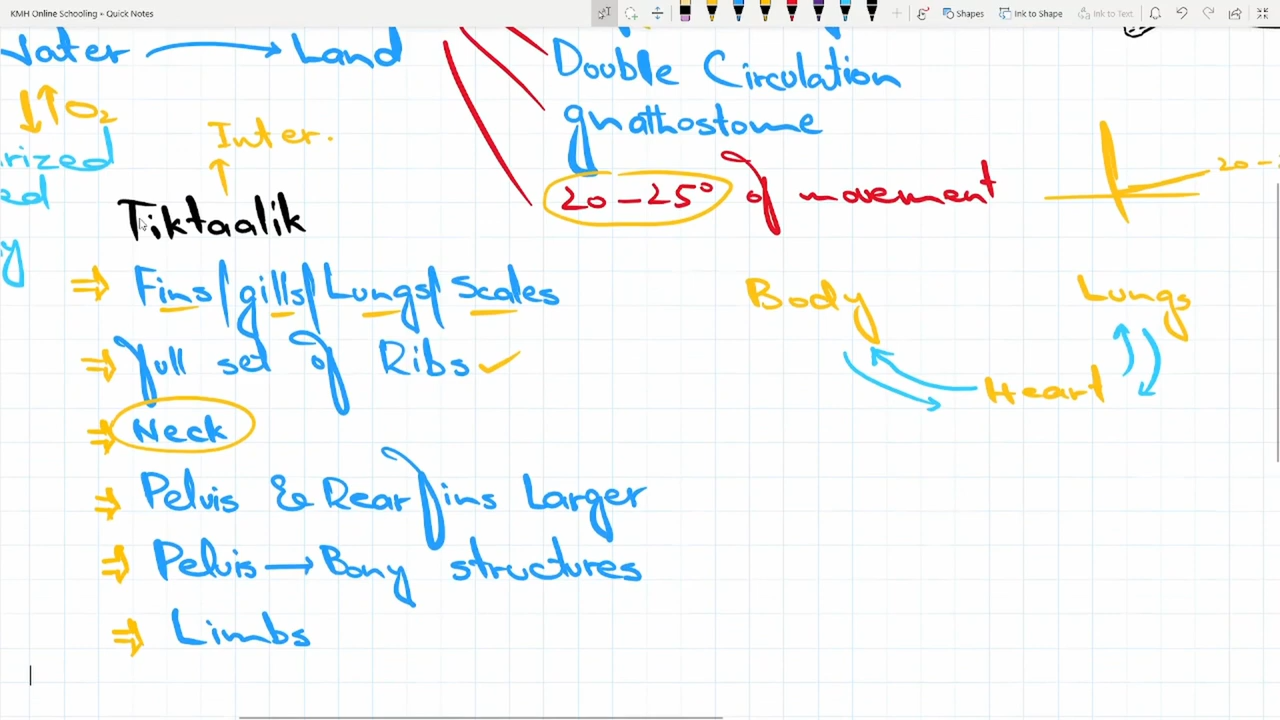 KMH Online Schooling + Quick Notes
Shapes
Ink to Shape
Ink to Text
Water → Land
O2
Inter.
Tiktaalik
⇒ Fins/gills/Lungs/Scales
⇒ Full set of Ribs ✓
⇒ Neck
⇒ Pelvis & Rear fins Larger
⇒ Pelvis → Bony structures
⇒ Limbs
Double Circulation
gnathostome
20-25° of movement
20-
Body
Lungs
Heart